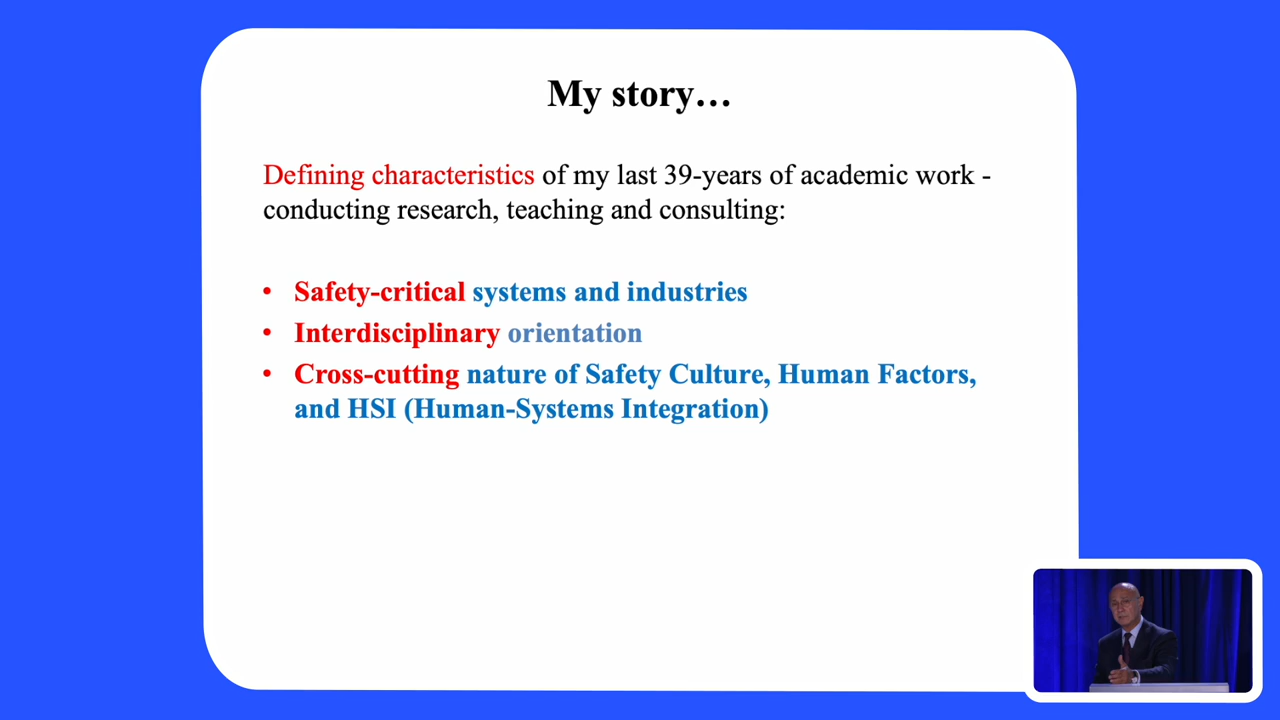 My story…
Defining characteristics of my last 39-years of academic work -
conducting research, teaching and consulting:
• Safety-critical systems and industries
• Interdisciplinary orientation
• Cross-cutting nature of Safety Culture, Human Factors,
and HSI (Human-Systems Integration)